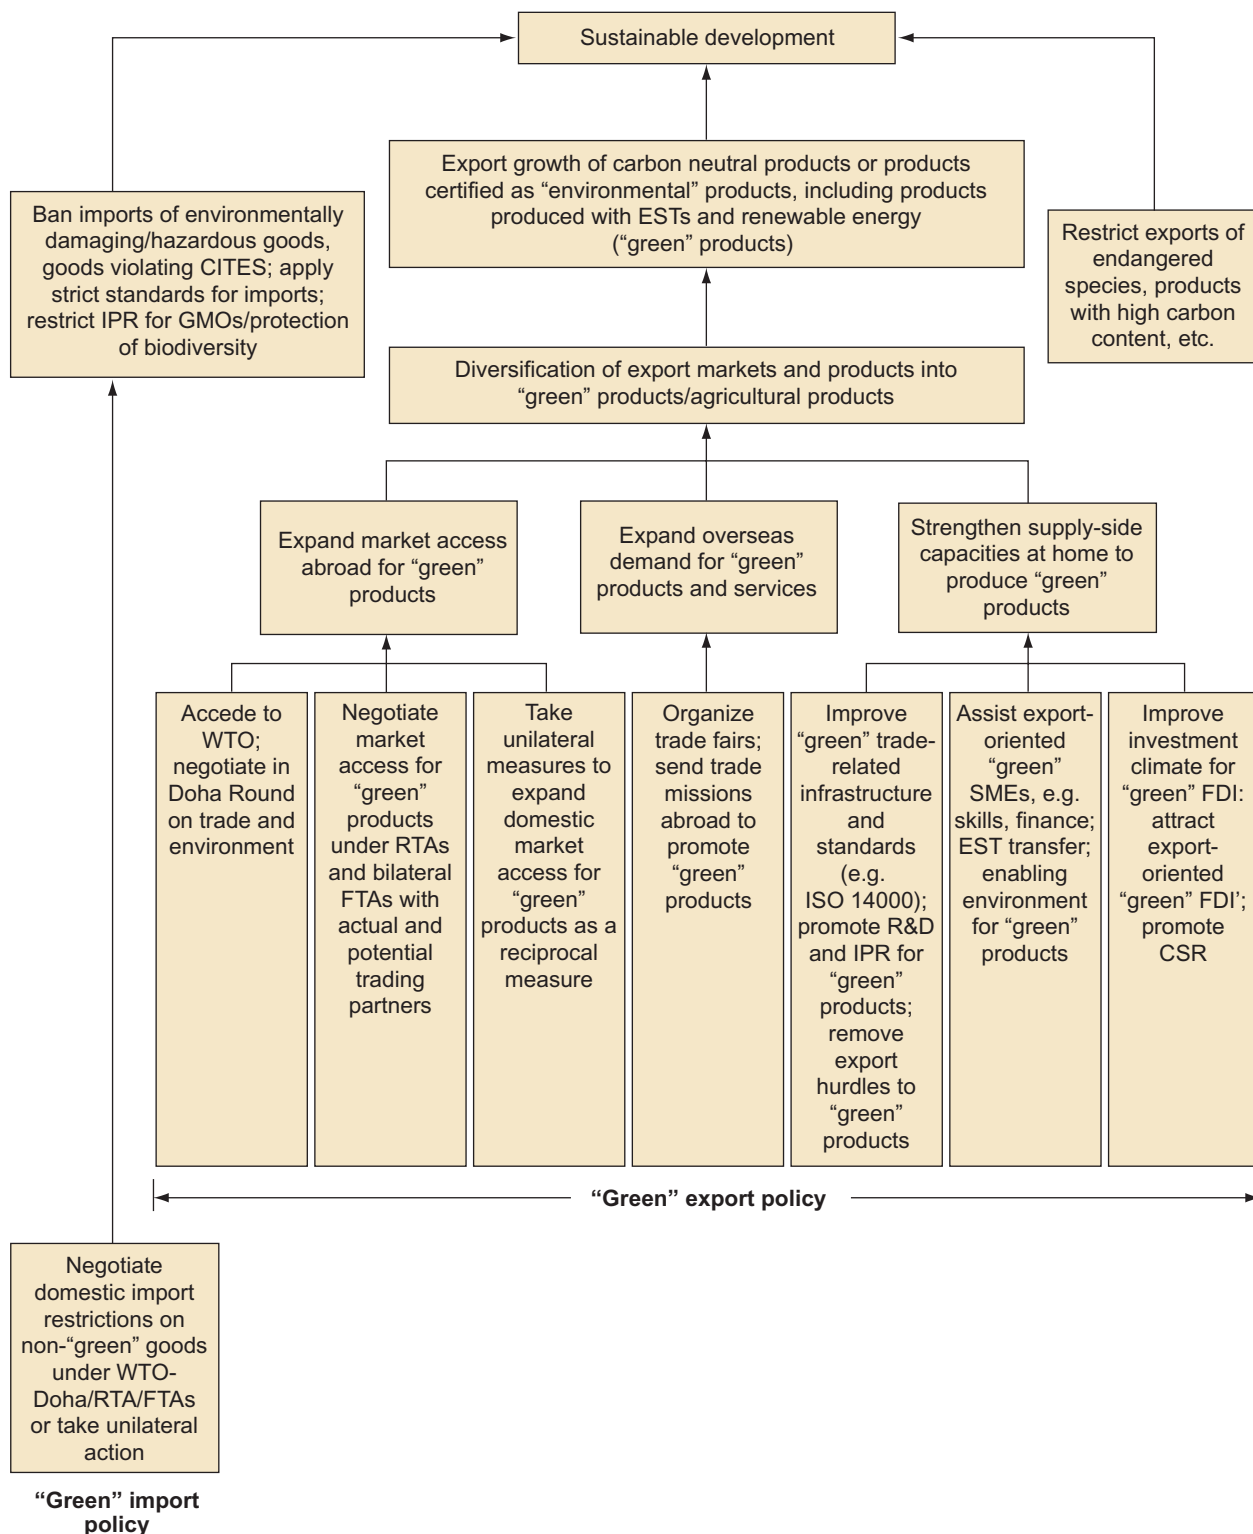 Sustainable development
Export growth of carbon neutral products or products
certified as “environmental” products, including products
produced with ESTs and renewable energy
(“green” products)
Ban imports of environmentally
damaging/hazardous goods,
goods violating CITES; apply
strict standards for imports;
restrict IPR for GMOs/protection
of biodiversity
Restrict exports of
endangered
species, products
with high carbon
content, etc.
Diversification of export markets and products into
“green” products/agricultural products
Expand market access
abroad for “green”
products
Expand overseas
demand for “green”
products and services
Strengthen supply-side
capacities at home to
produce “green”
products
Accede to
WTO;
negotiate in
Doha Round
on trade and
environment
Negotiate
market
access for
“green”
products
under RTAs
and bilateral
FTAs with
actual and
potential
trading
partners
Take
unilateral
measures to
expand
domestic
market
access for
“green”
products as a
reciprocal
measure
Organize
trade fairs;
send trade
missions
abroad to
promote
“green”
products
Improve
“green” trade-
related
infrastructure
and
standards
(e.g.
ISO 14000);
promote R&D
and IPR for
“green”
products;
remove
export
hurdles to
“green”
products
Assist export-
oriented
“green”
SMEs, e.g.
skills, finance;
EST transfer;
enabling
environment
for “green”
products
Improve
investment
climate for
“green” FDI:
attract
export-
oriented
“green” FDI’;
promote
CSR
“Green” export policy
Negotiate
domestic import
restrictions on
non-“green” goods
under WTO-
Doha/RTA/FTAs
or take unilateral
action
“Green” import
policy